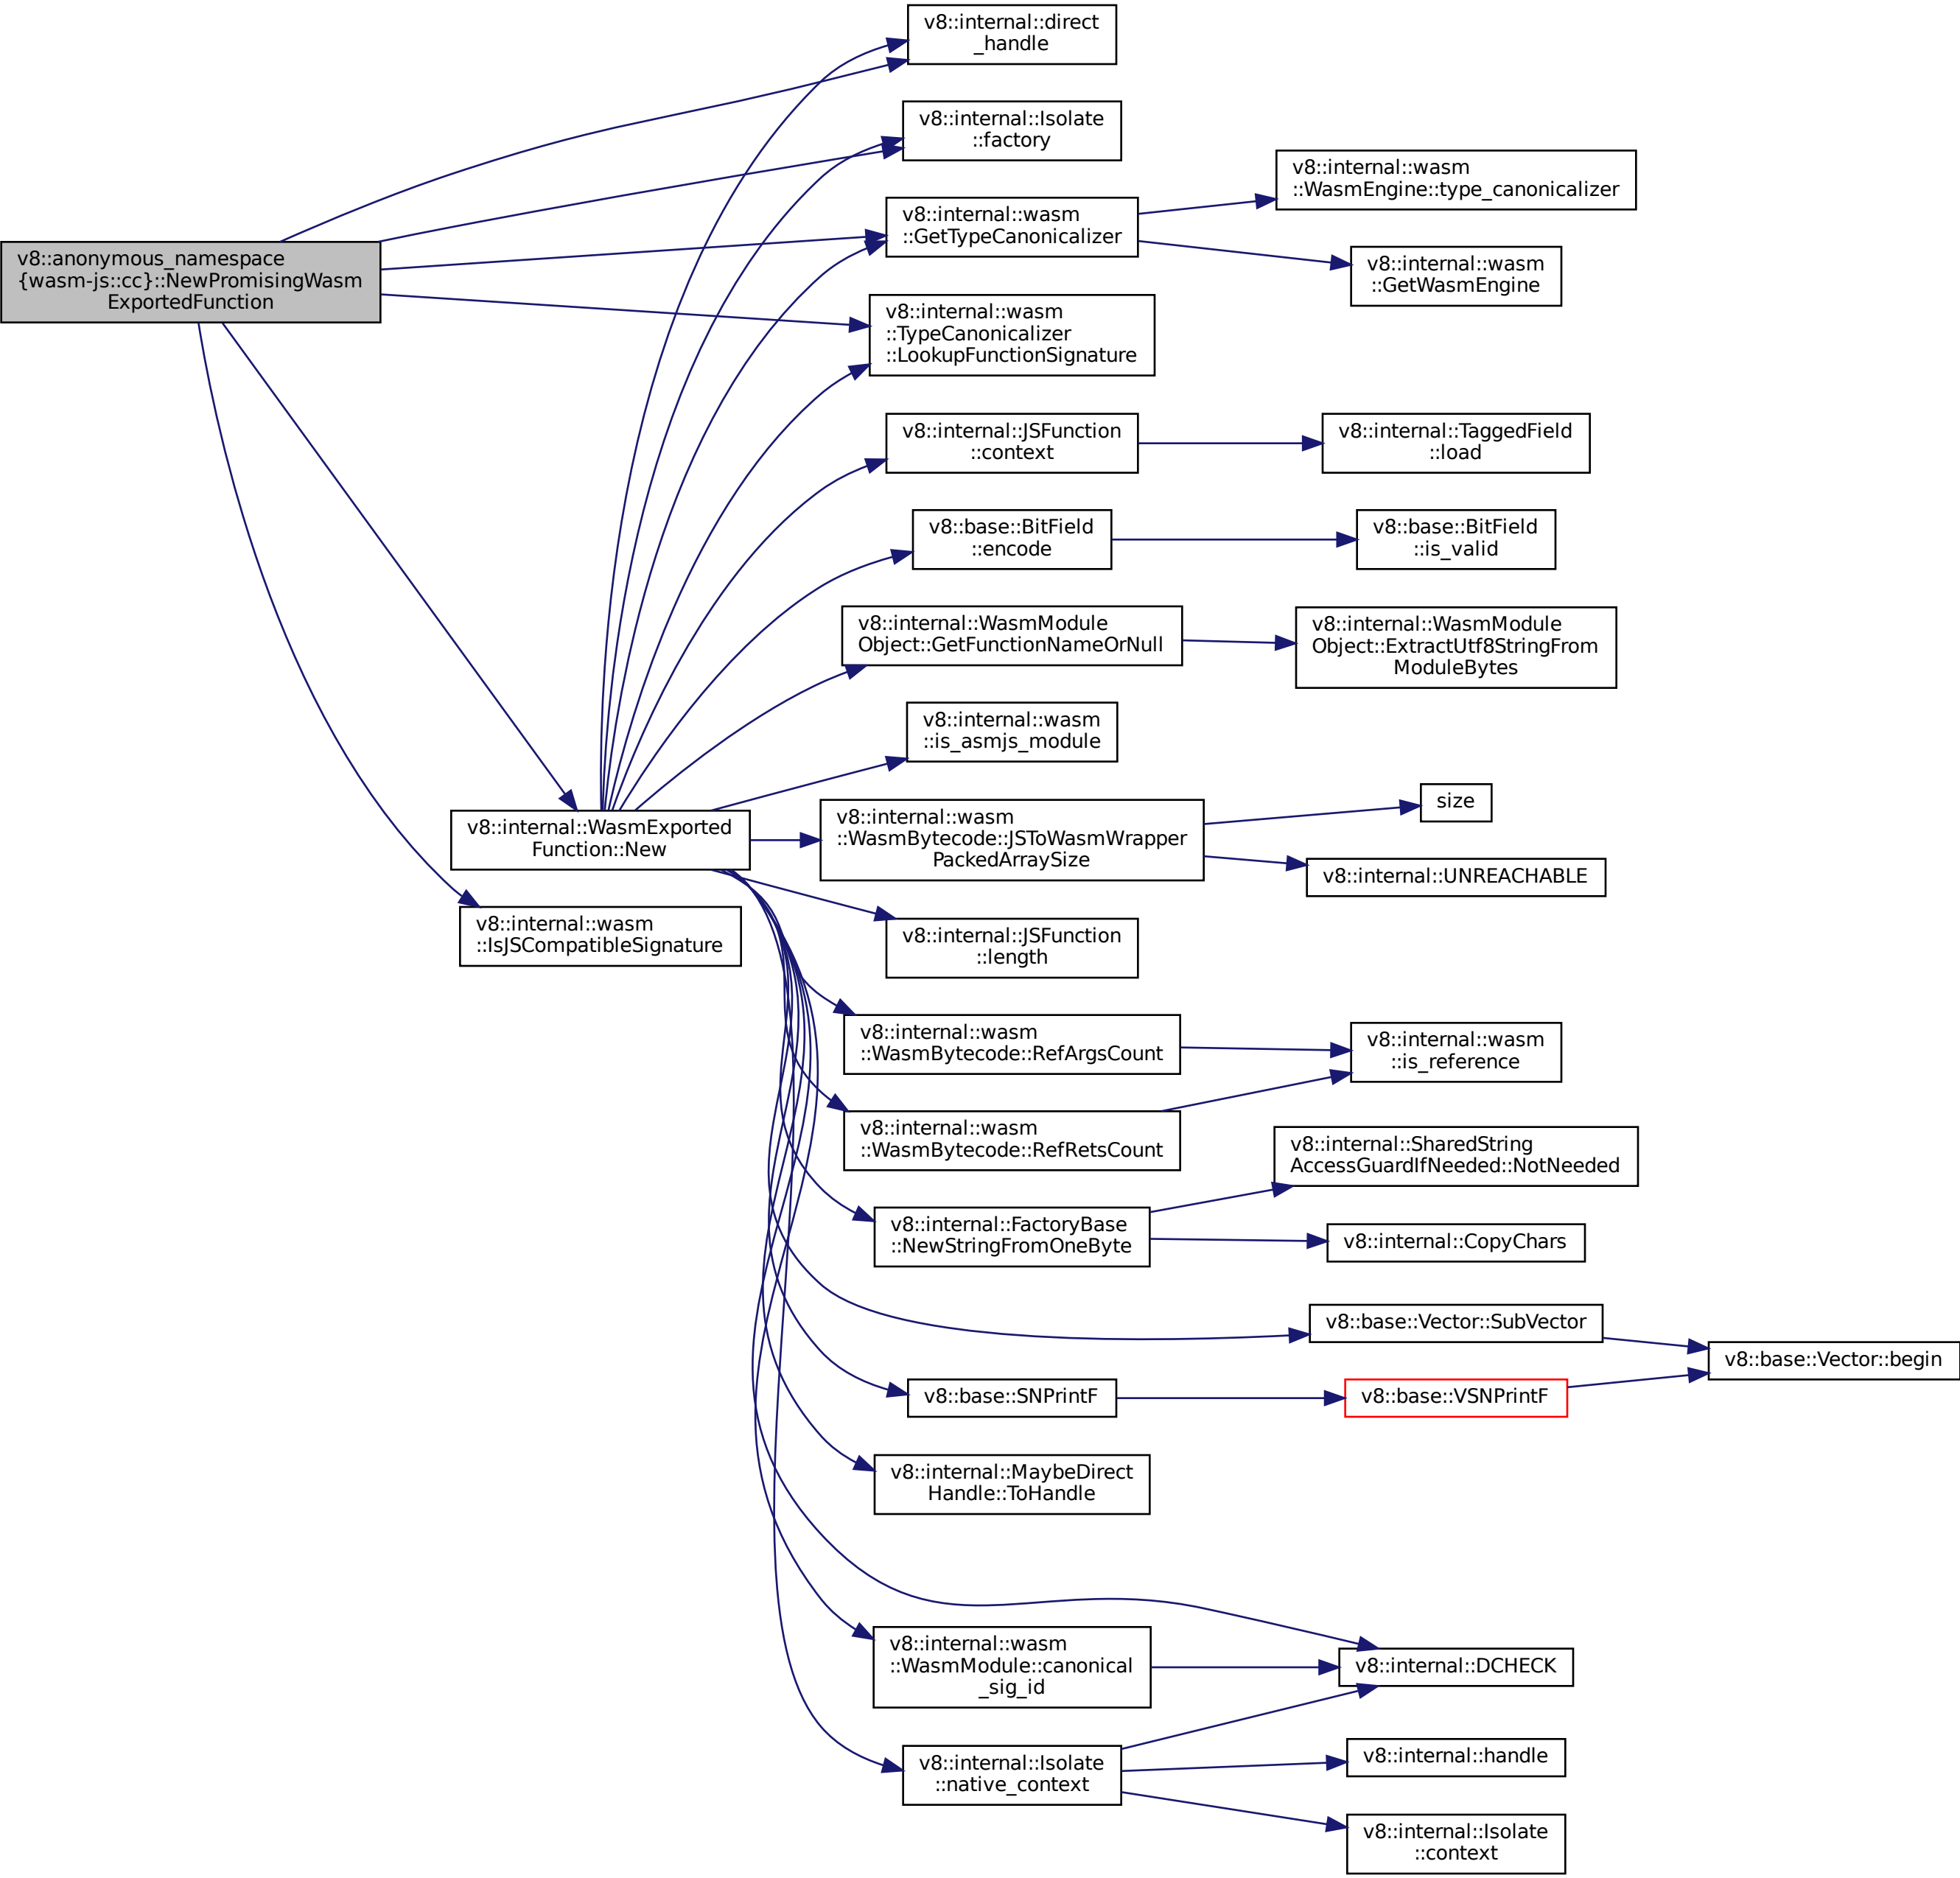 v8::anonymous_namespace
{wasm-js::cc}::NewPromisingWasm
ExportedFunction
v8::internal::direct
_handle
v8::internal::Isolate
::factory
v8::internal::wasm
::GetTypeCanonicalizer
v8::internal::wasm
::WasmEngine::type_canonicalizer
v8::internal::wasm
::GetWasmEngine
v8::internal::wasm
::TypeCanonicalizer
::LookupFunctionSignature
v8::internal::JSFunction
::context
v8::internal::TaggedField
::load
v8::base::BitField
::encode
v8::base::BitField
::is_valid
v8::internal::WasmModule
Object::GetFunctionNameOrNull
v8::internal::WasmModule
Object::ExtractUtf8StringFrom
ModuleBytes
v8::internal::wasm
::is_asmjs_module
v8::internal::WasmExported
Function::New
v8::internal::wasm
::WasmBytecode::JSToWasmWrapper
PackedArraySize
size
v8::internal::UNREACHABLE
v8::internal::wasm
::IsJSCompatibleSignature
v8::internal::JSFunction
::length
v8::internal::wasm
::WasmBytecode::RefArgsCount
v8::internal::wasm
::is_reference
v8::internal::wasm
::WasmBytecode::RefRetsCount
v8::internal::SharedString
AccessGuardIfNeeded::NotNeeded
v8::internal::FactoryBase
::NewStringFromOneByte
v8::internal::CopyChars
v8::base::Vector::SubVector
v8::base::Vector::begin
v8::base::SNPrintF
v8::base::VSNPrintF
v8::internal::MaybeDirect
Handle::ToHandle
v8::internal::wasm
::WasmModule::canonical
_sig_id
v8::internal::DCHECK
v8::internal::Isolate
::native_context
v8::internal::handle
v8::internal::Isolate
::context